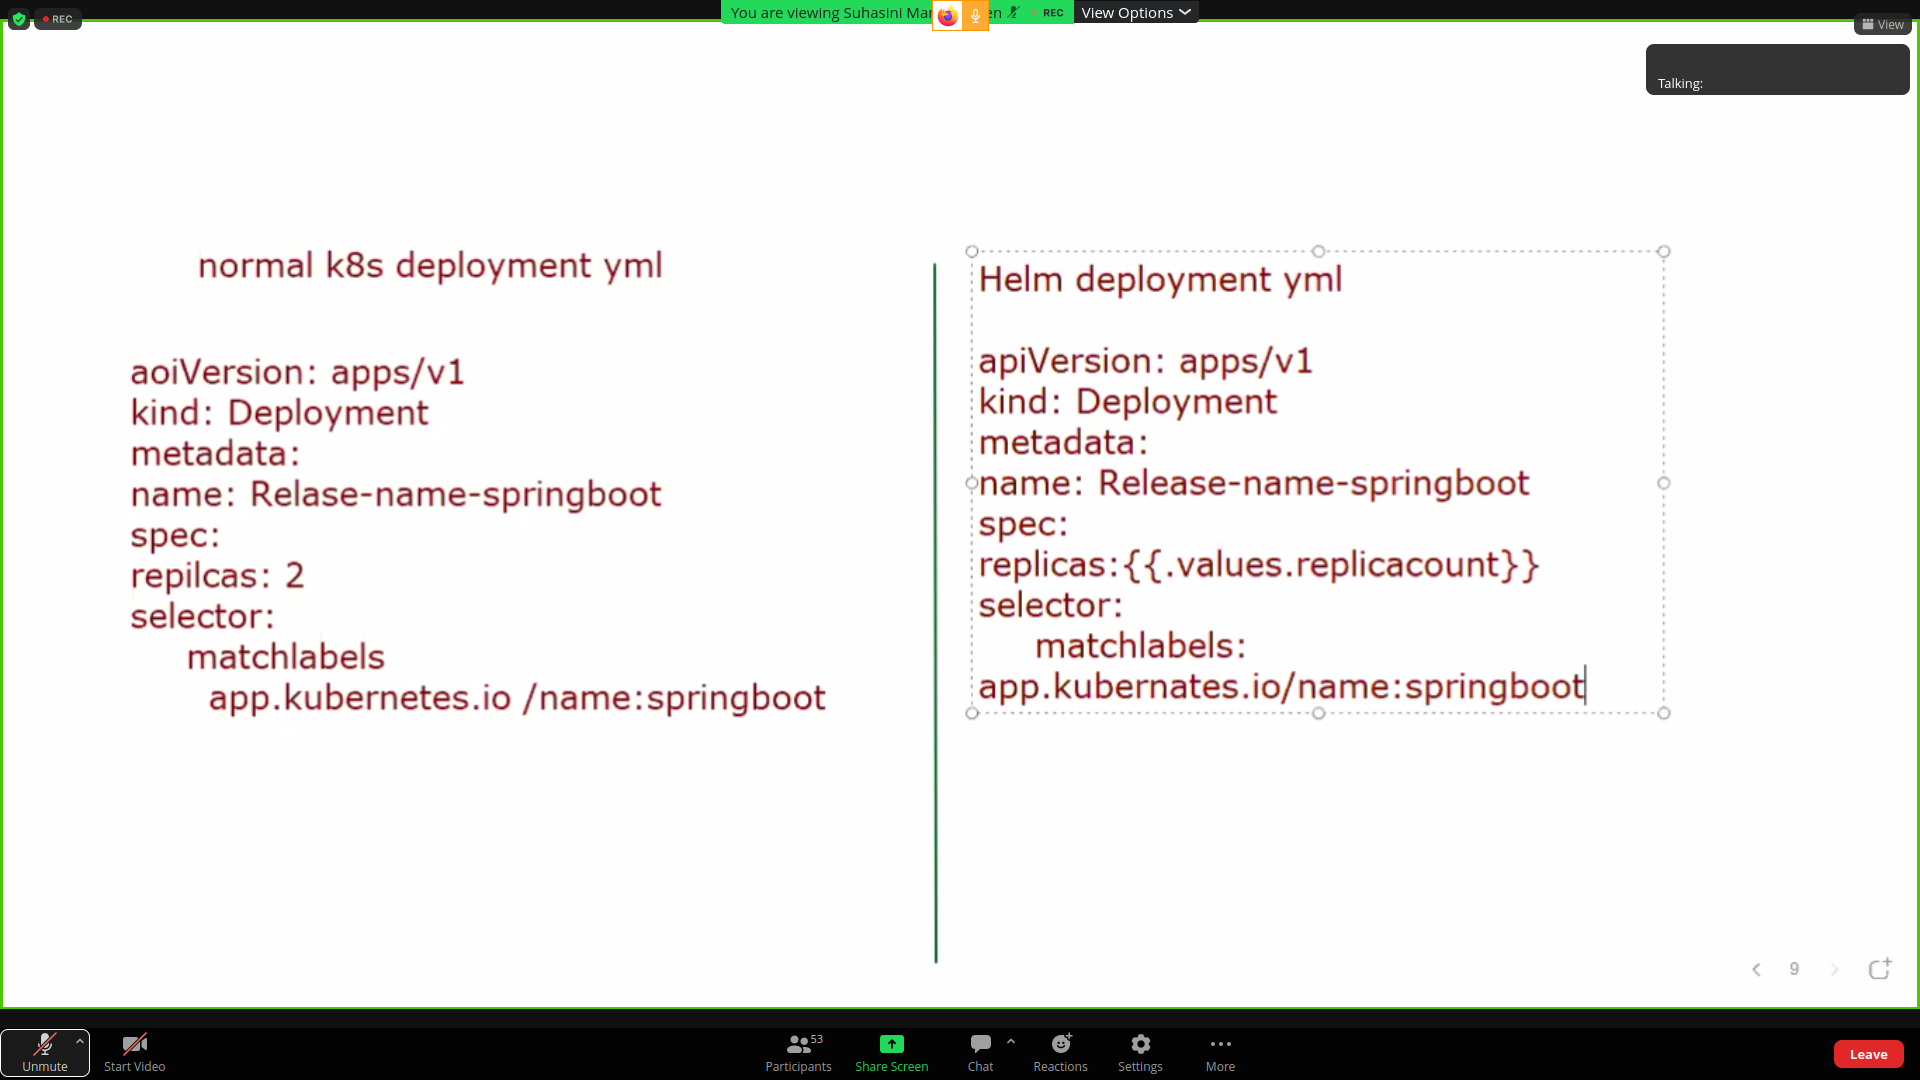 REC
You are viewing Suhasini Mar
en
REC
View Options
View
Talking:
normal k8s deployment yml
aoiVersion: apps/v1
kind: Deployment
metadata:
name: Relase-name-springboot
spec:
repilcas: 2
selector:
matchlabels
app.kubernetes.io /name:springboot
Helm deployment yml
apiVersion: apps/v1
kind: Deployment
metadata:
name: Release-name-springboot
spec:
replicas:{{.values.replicacount}}
selector:
matchlabels:
app.kubernates.io/name:springboot
9
Unmute
Start Video
Participants
53
Share Screen
Chat
Reactions
Settings
More
Leave